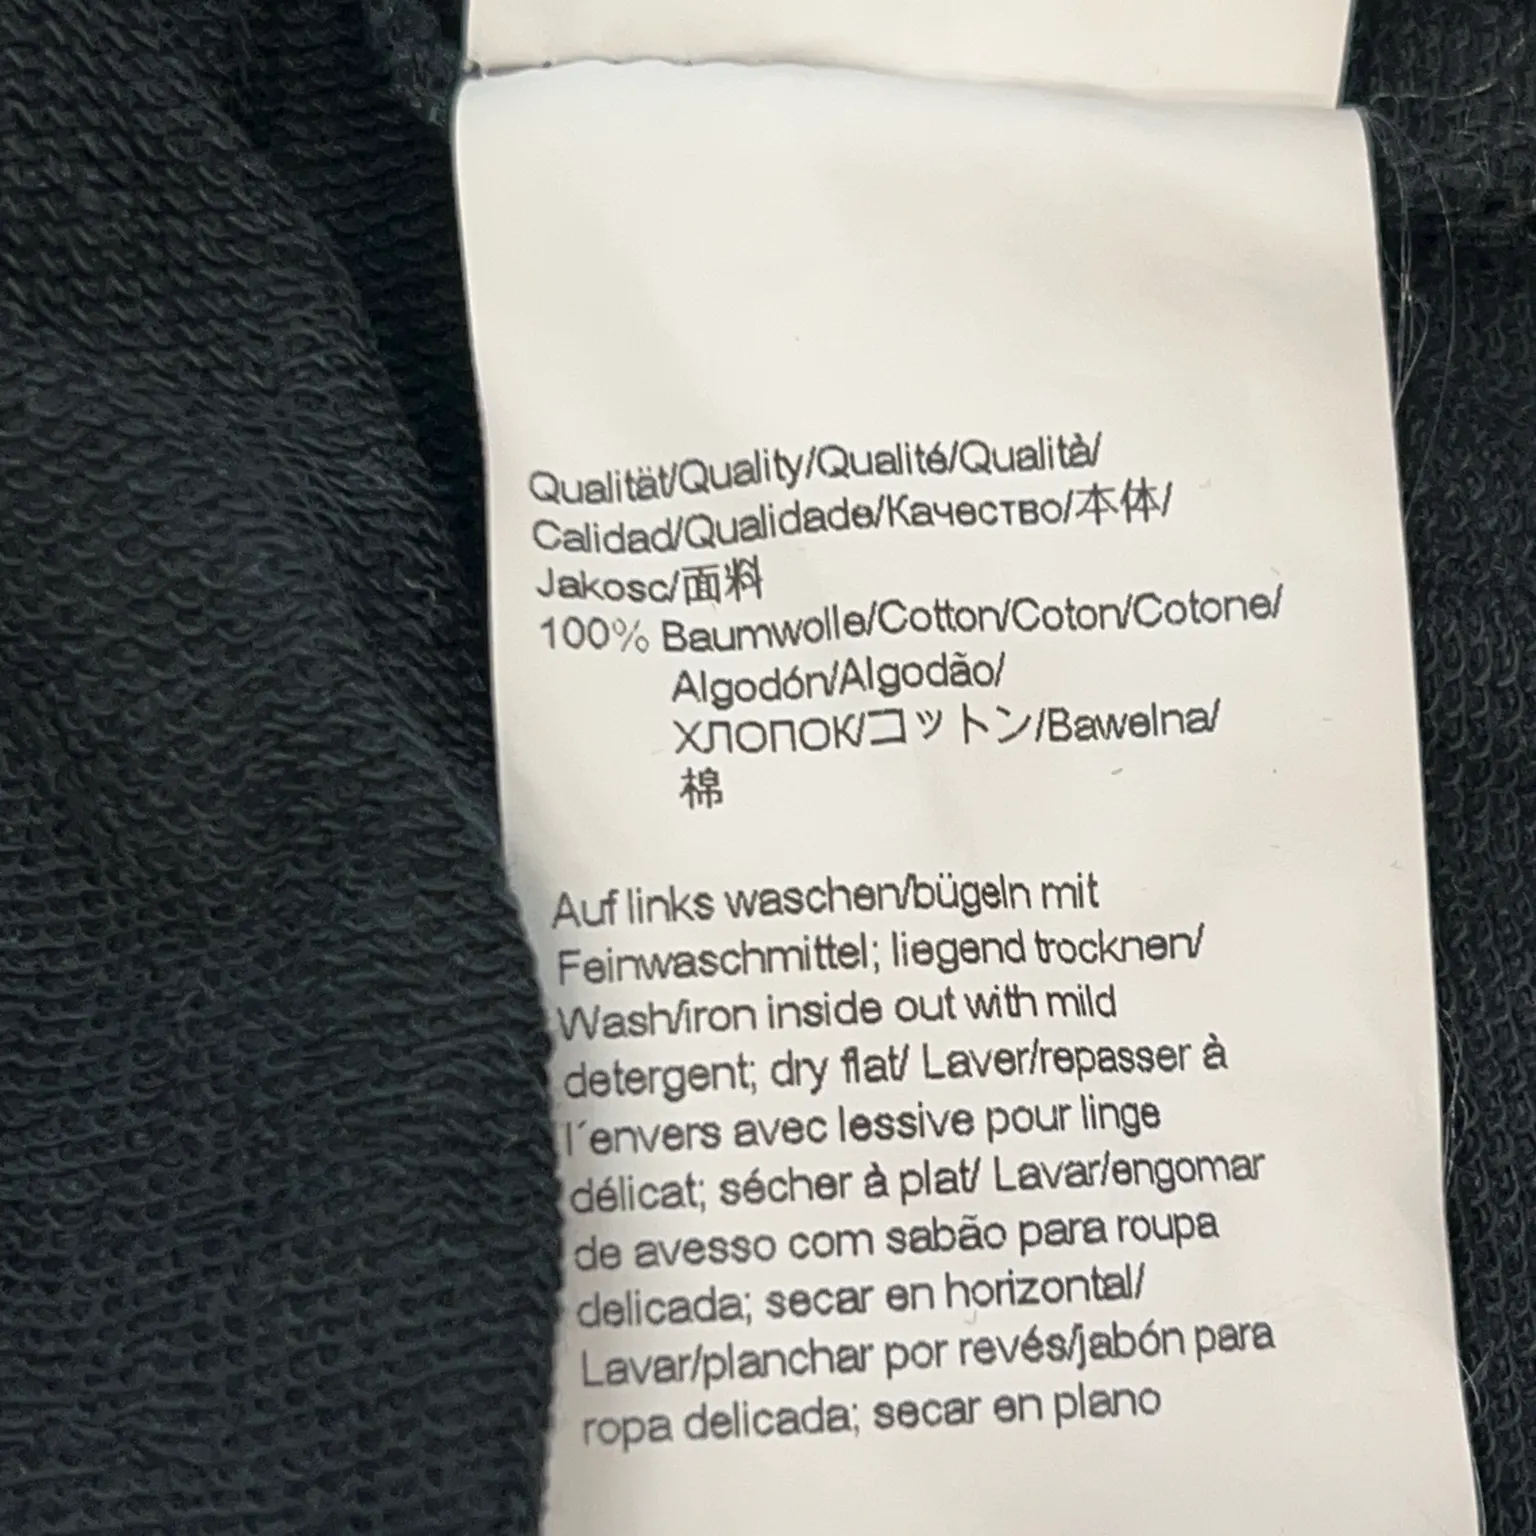 Qualität/Quality/Qualité/Qualità/
Calidad/Qualidade/Качество/本体/
Jakosc/面料
100% Baumwolle/Cotton/Coton/Cotone/
Algodón/Algodão/
ХЛОПОК/コットン/Bawelna/
棉
Auf links waschen/bügeln mit
Feinwaschmittel; liegend trocknen/
Wash/iron inside out with mild
detergent; dry flat/ Laver/repasser à
l´envers avec lessive pour linge
délicat; sécher à plat/ Lavar/engomar
de avesso com sabão para roupa
delicada; secar en horizontal/
Lavar/planchar por revés/jabón para
ropa delicada; secar en plano